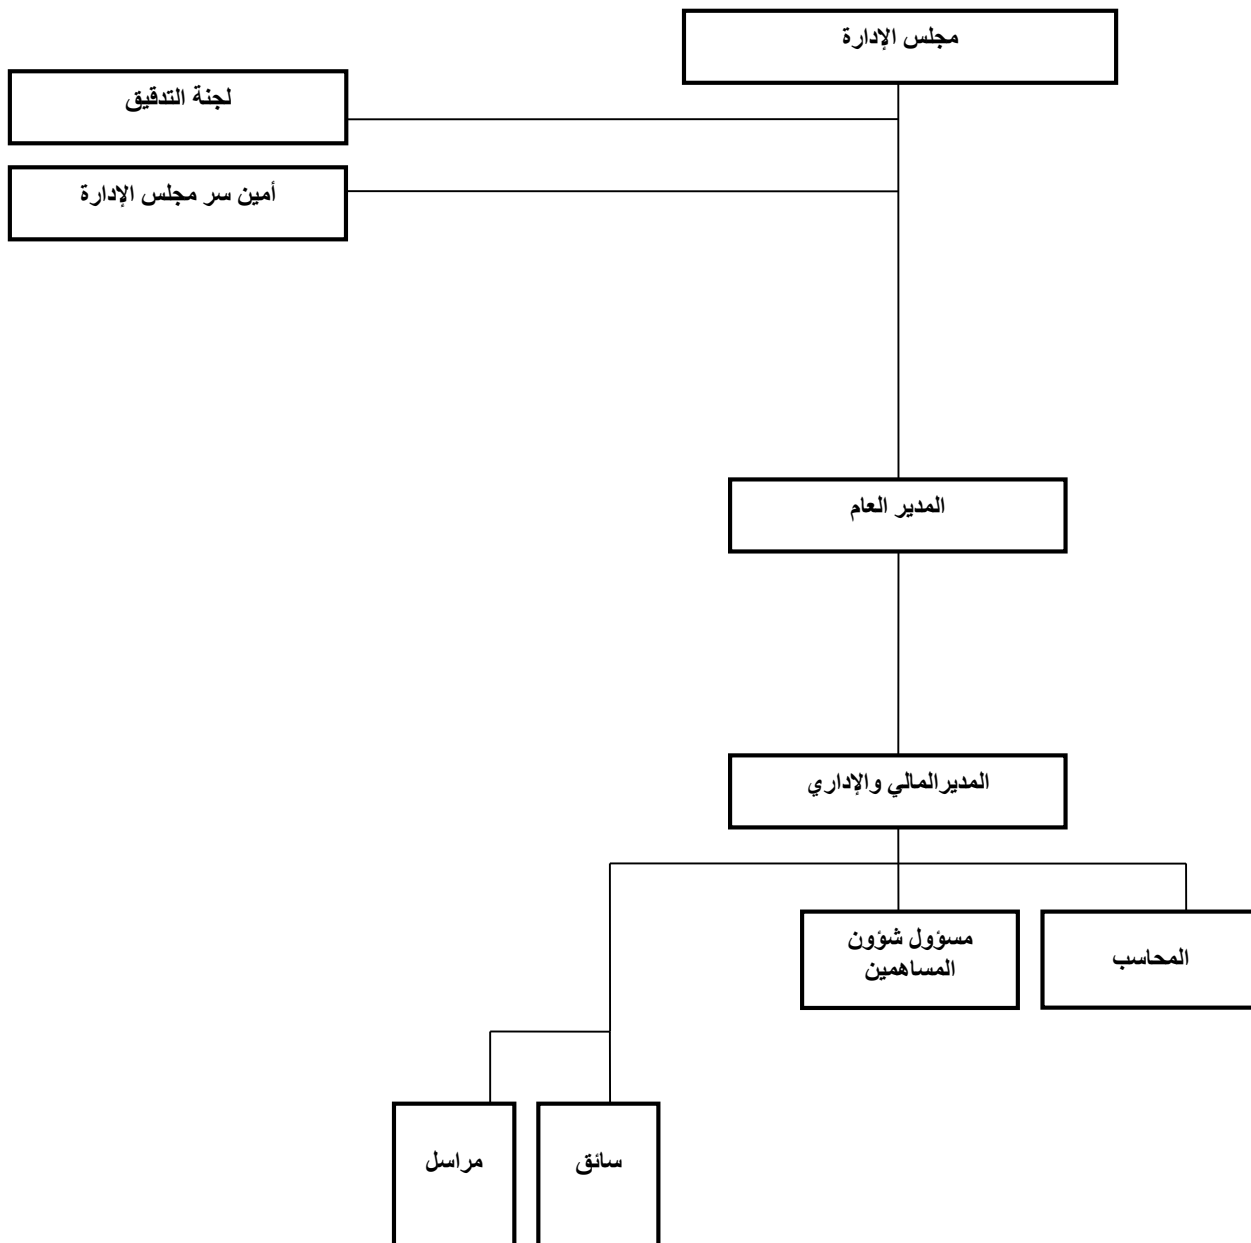 مجلس الإدارة
لجنة التدقيق
أمين سر مجلس الإدارة
المدير العام
المديرالمالي والإداري
المحاسب
مسؤول شؤون
المساهمين
سائق
مراسل